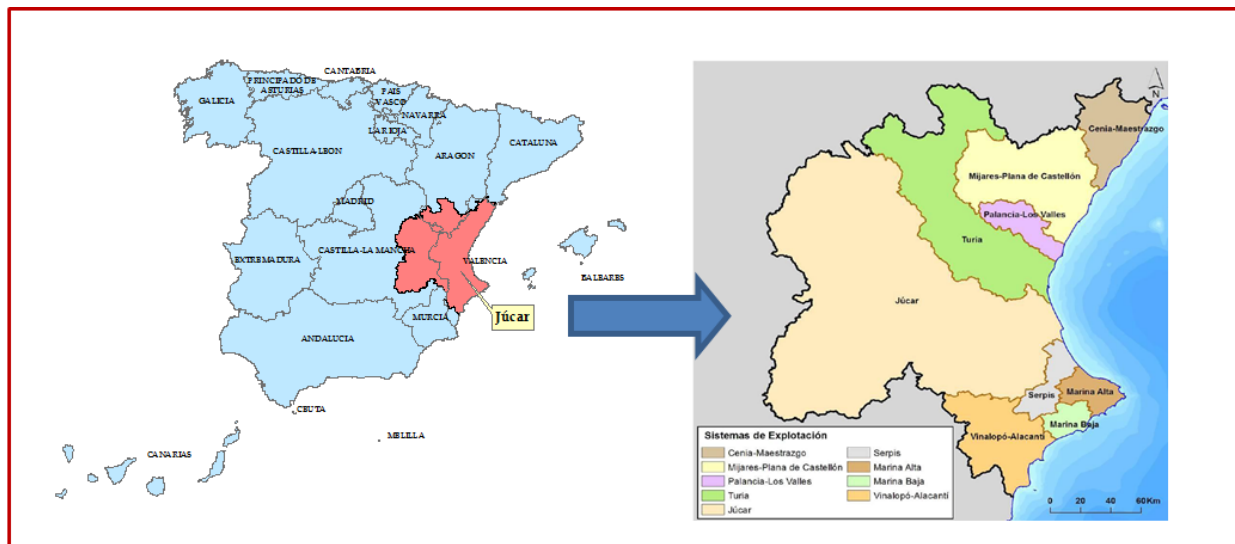 CANTABRIA
PRINCIPADO DE
ASTURIAS
GALICIA
PAIS
VASCO
NAVARRA
LA RIOJA
CATALUNA
CASTILLA-LEON
ARAGON
MADRID
CASTILLA-LA MANCHA
VALENCIA
EXTREMADURA
BALEARES
Júcar
MURCIA
ANDALUCIA
CEUTA
MELILLA
CANARIAS
N
Cenia-Maestrazgo
Mijares-Plana de Castellón
Palancia-Los Valles
Turia
Júcar
Serpis
Marina Alta
Marina Baja
Vinalopó-Alacantí
Sistemas de Explotación
Cenia-Maestrazgo
Mijares-Plana de Castellón
Palancia-Los Valles
Turia
Júcar
Serpis
Marina Alta
Marina Baja
Vinalopó-Alacantí
0 20 40 60 Km